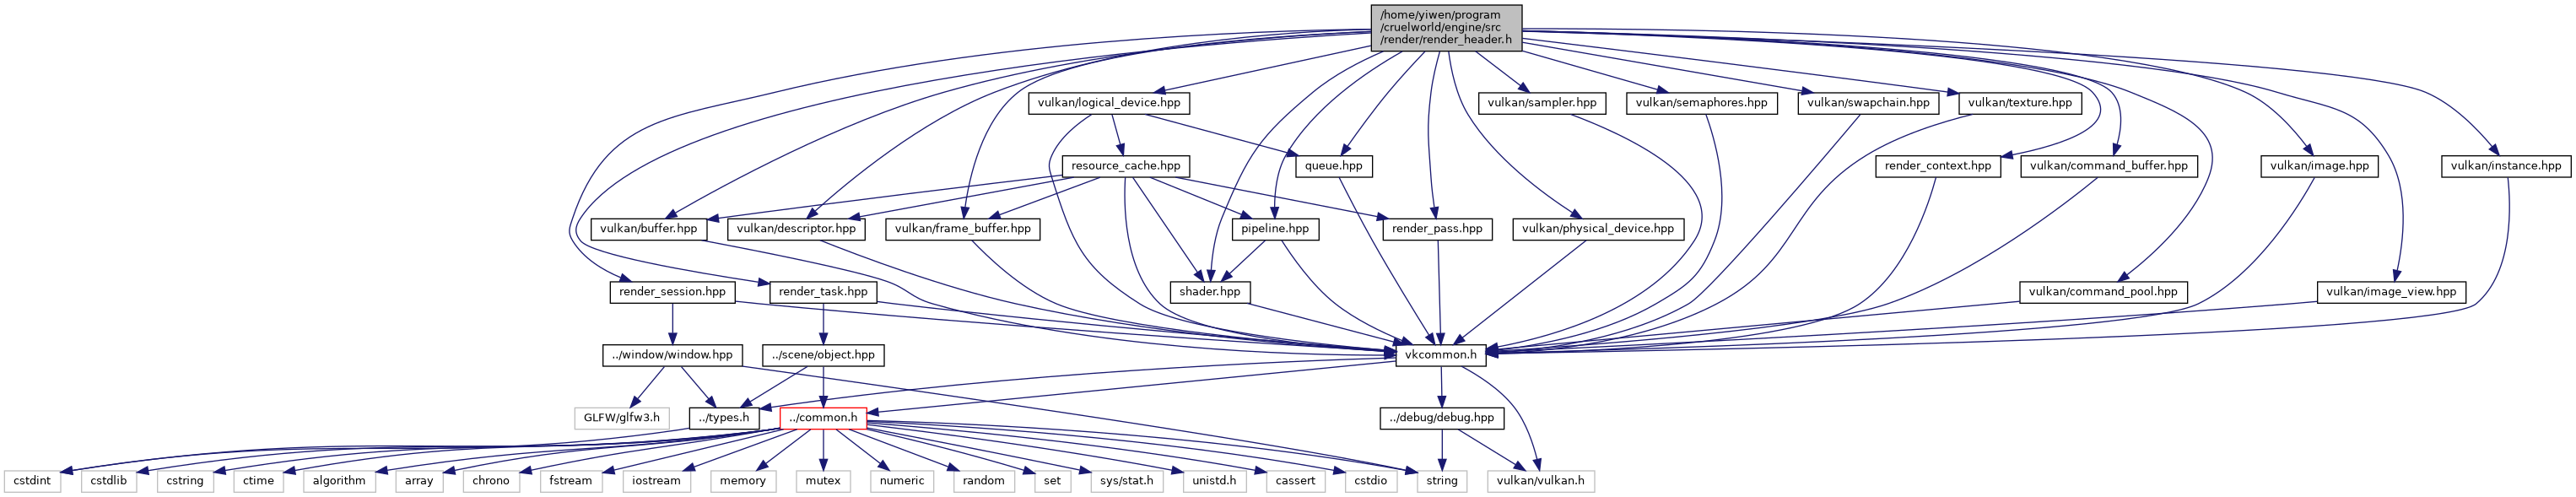 /home/yiwen/program
/cruelworld/engine/src
/render/render_header.h
vulkan/logical_device.hpp
vulkan/sampler.hpp
vulkan/semaphores.hpp
vulkan/swapchain.hpp
vulkan/texture.hpp
resource_cache.hpp
queue.hpp
render_context.hpp
vulkan/command_buffer.hpp
vulkan/image.hpp
vulkan/instance.hpp
vulkan/buffer.hpp
vulkan/descriptor.hpp
vulkan/frame_buffer.hpp
pipeline.hpp
render_pass.hpp
vulkan/physical_device.hpp
render_session.hpp
render_task.hpp
shader.hpp
vulkan/command_pool.hpp
vulkan/image_view.hpp
../window/window.hpp
../scene/object.hpp
vkcommon.h
GLFW/glfw3.h
../types.h
../common.h
../debug/debug.hpp
cstdint
cstdlib
cstring
ctime
algorithm
array
chrono
fstream
iostream
memory
mutex
numeric
random
set
sys/stat.h
unistd.h
cassert
cstdio
string
vulkan/vulkan.h